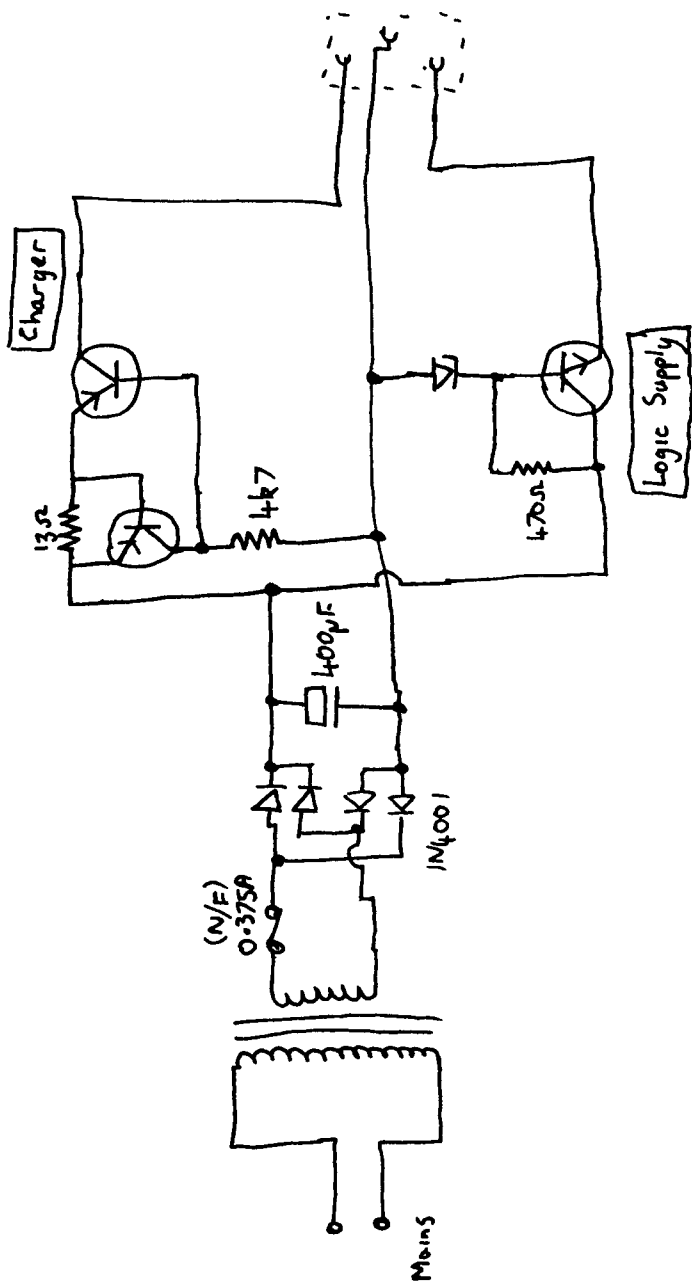 Charger
13Ω
4k7
400µF
(N/F)
0.375A
1N4001
470Ω
Logic Supply
Mains